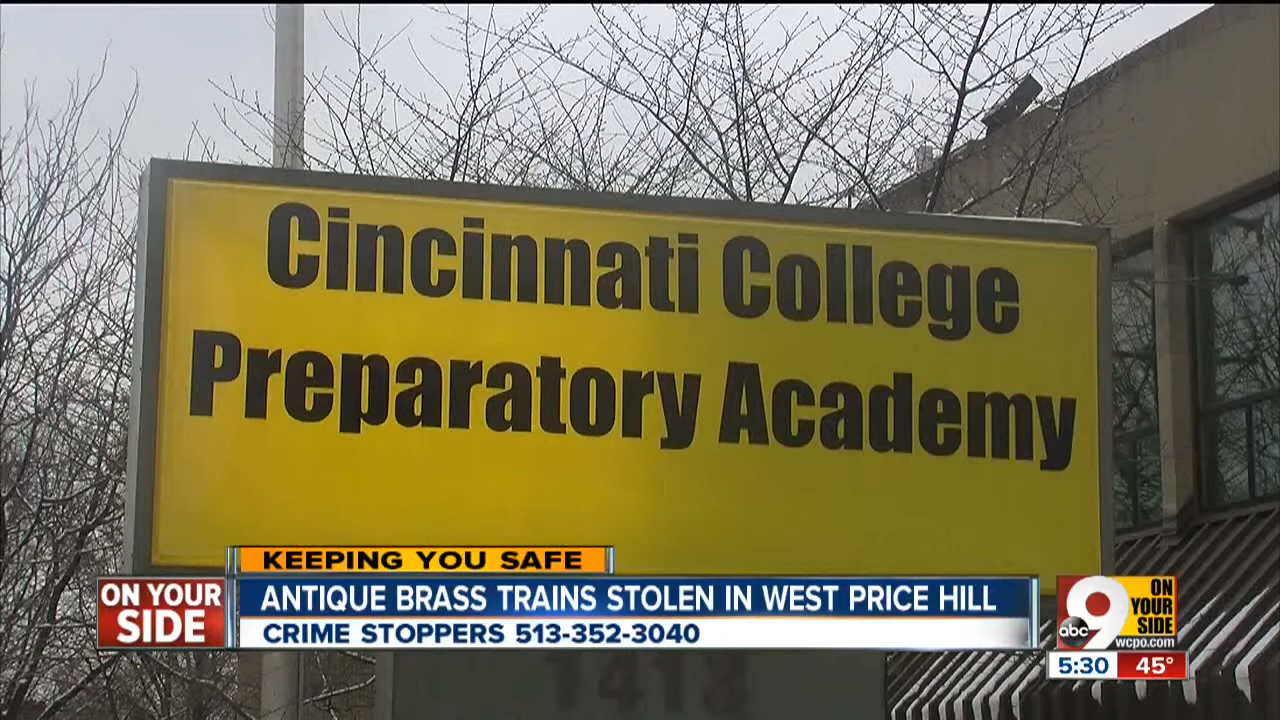 Cincinnati College
Preparatory Academy
KEEPING YOU SAFE
ON YOUR
SIDE
ANTIQUE BRASS TRAINS STOLEN IN WEST PRICE HILL
CRIME STOPPERS 513-352-3040
abc 9
ON
YOUR
SIDE
wcpo.com
5:30 45°
1413